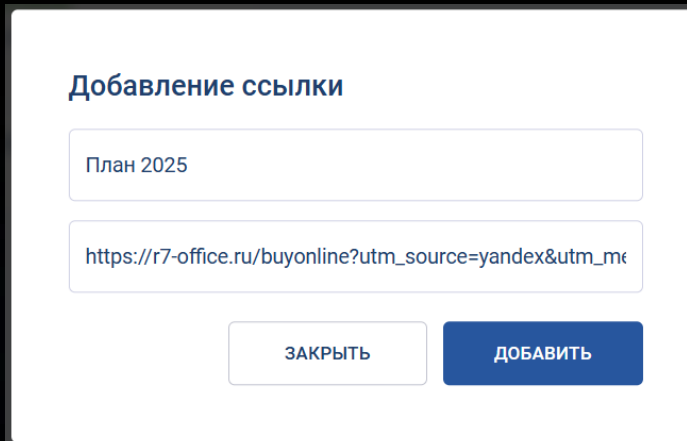 Добавление ссылки
План 2025
https://r7-office.ru/buyonline?utm_source=yandex&utm_me
ЗАКРЫТЬ
ДОБАВИТЬ